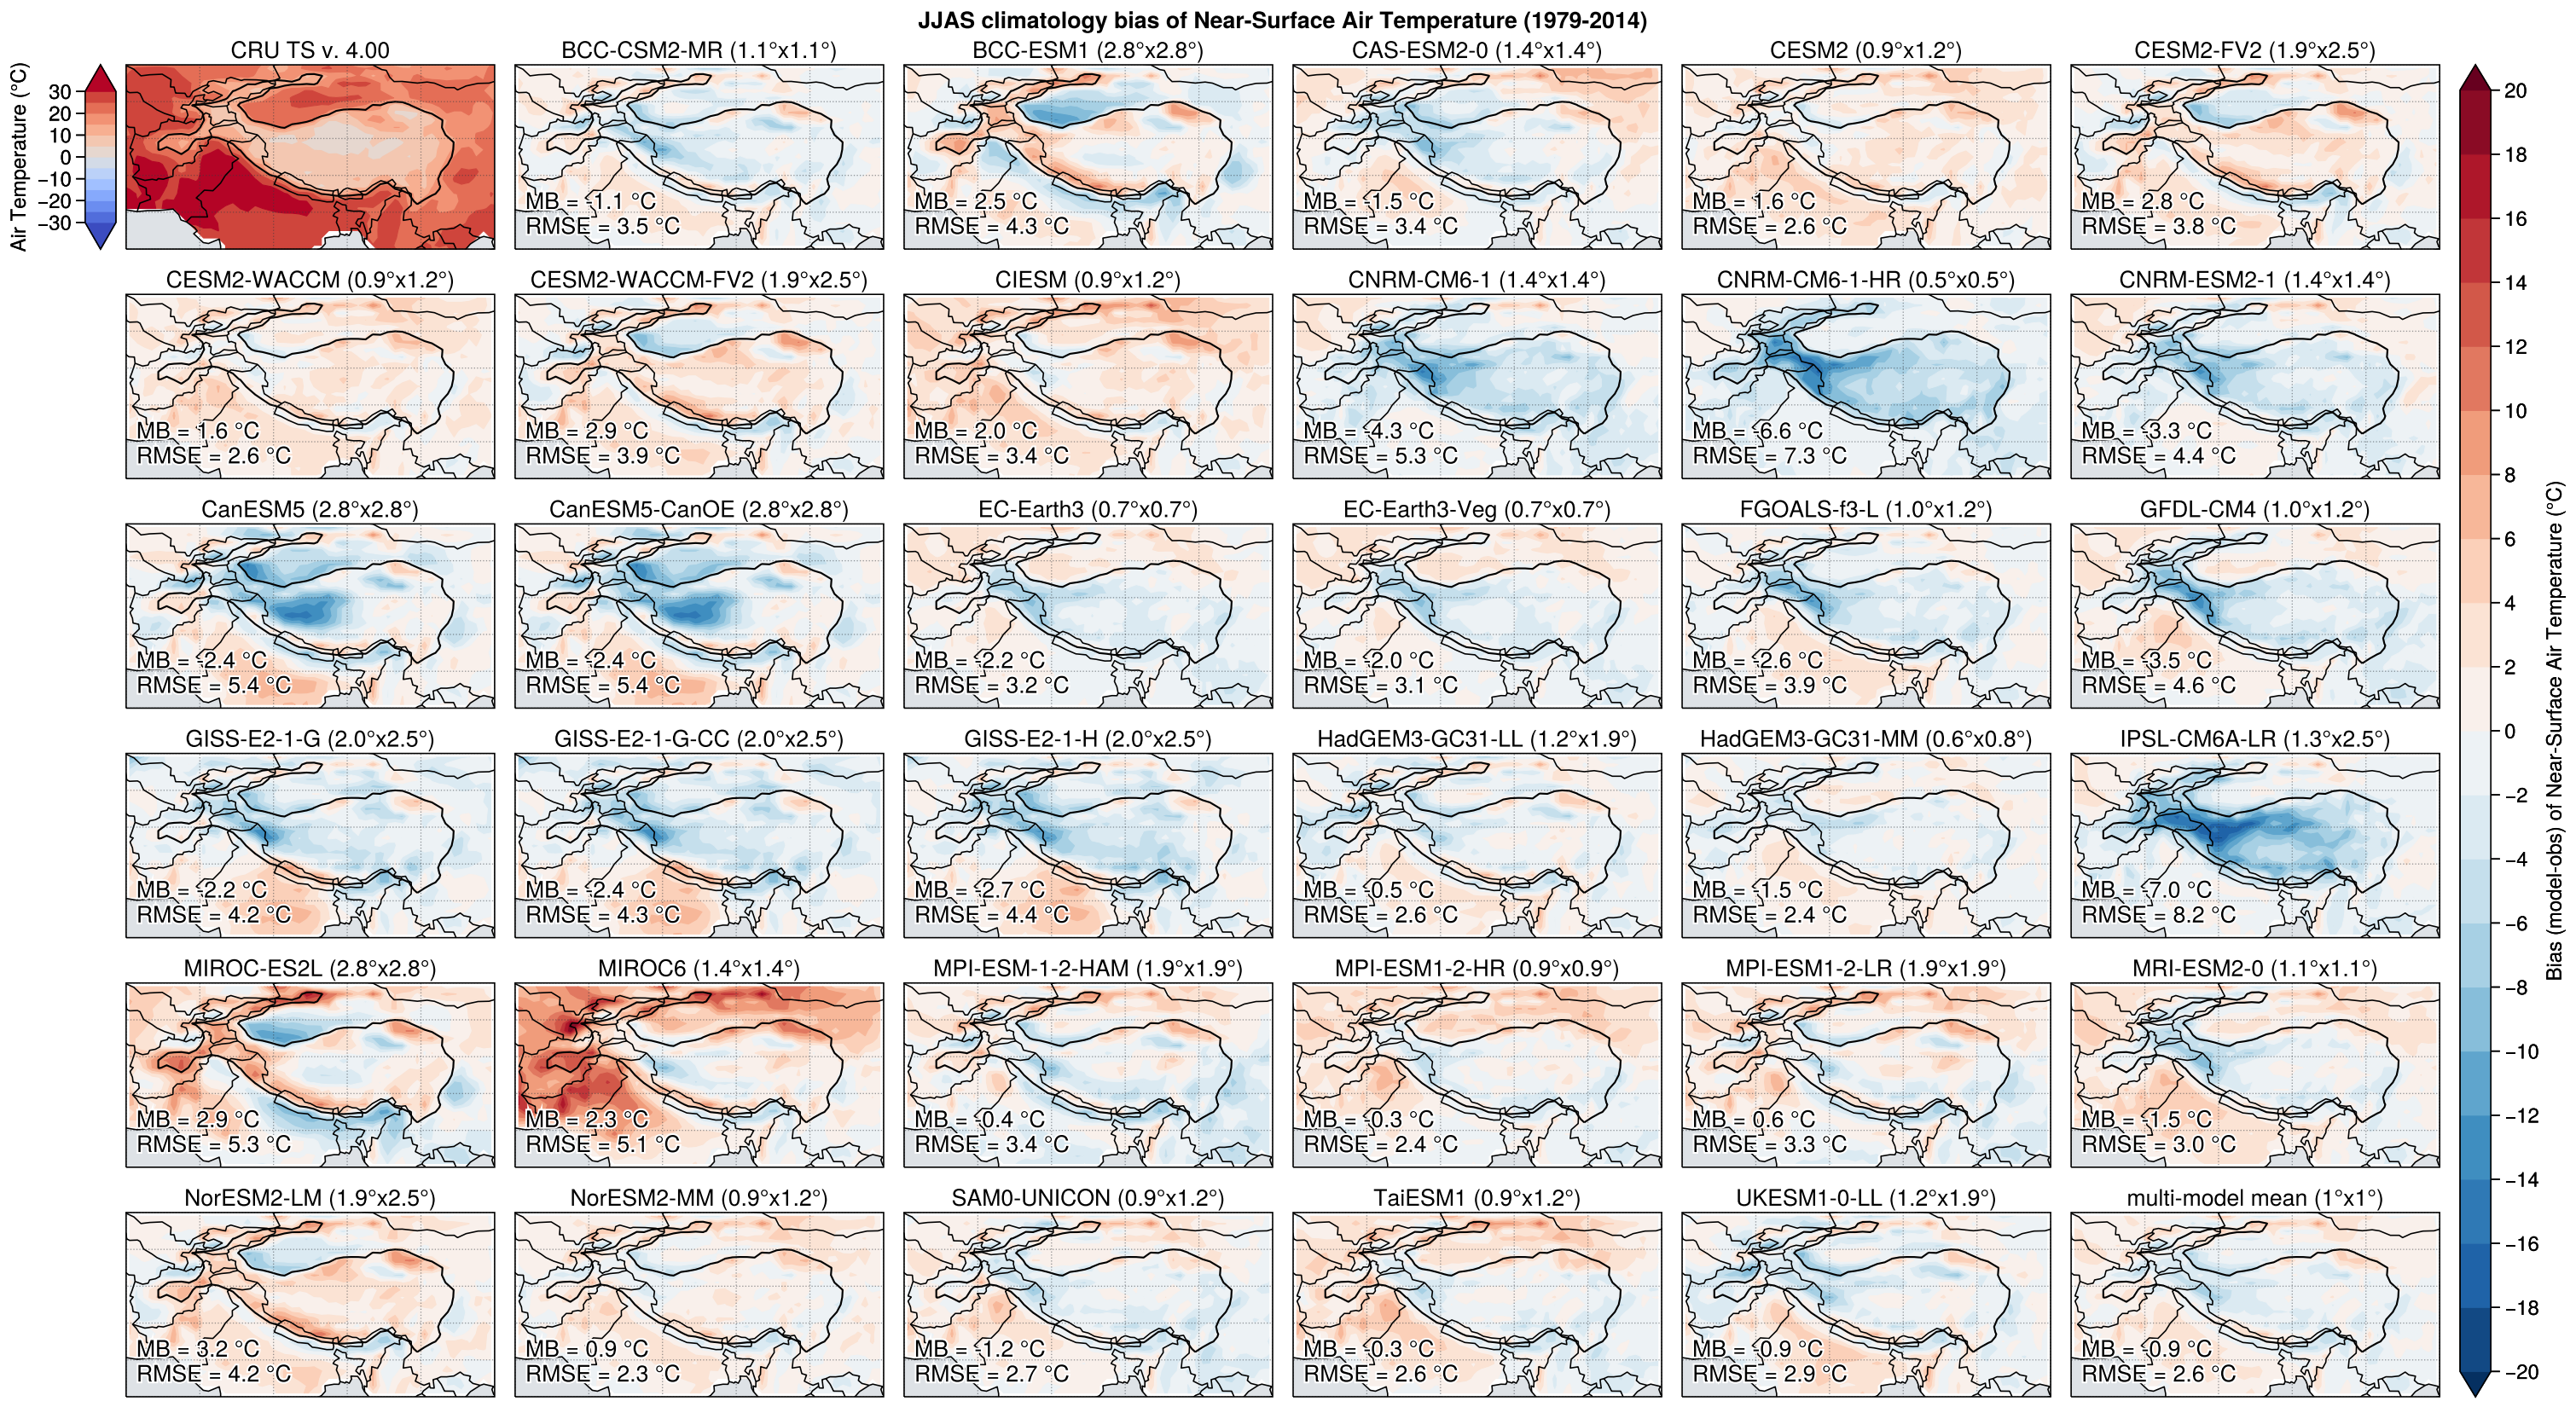 JJAS climatology bias of Near-Surface Air Temperature (1979-2014)
Air Temperature (°C)
30
20
10
0
−10
−20
−30
CRU TS v. 4.00
BCC-CSM2-MR (1.1°x1.1°)
MB = -1.1 °C
RMSE = 3.5 °C
BCC-ESM1 (2.8°x2.8°)
MB = 2.5 °C
RMSE = 4.3 °C
CAS-ESM2-0 (1.4°x1.4°)
MB = -1.5 °C
RMSE = 3.4 °C
CESM2 (0.9°x1.2°)
MB = 1.6 °C
RMSE = 2.6 °C
CESM2-FV2 (1.9°x2.5°)
MB = 2.8 °C
RMSE = 3.8 °C
CESM2-WACCM (0.9°x1.2°)
MB = 1.6 °C
RMSE = 2.6 °C
CESM2-WACCM-FV2 (1.9°x2.5°)
MB = 2.9 °C
RMSE = 3.9 °C
CIESM (0.9°x1.2°)
MB = 2.0 °C
RMSE = 3.4 °C
CNRM-CM6-1 (1.4°x1.4°)
MB = -4.3 °C
RMSE = 5.3 °C
CNRM-CM6-1-HR (0.5°x0.5°)
MB = -6.6 °C
RMSE = 7.3 °C
CNRM-ESM2-1 (1.4°x1.4°)
MB = -3.3 °C
RMSE = 4.4 °C
CanESM5 (2.8°x2.8°)
MB = -2.4 °C
RMSE = 5.4 °C
CanESM5-CanOE (2.8°x2.8°)
MB = -2.4 °C
RMSE = 5.4 °C
EC-Earth3 (0.7°x0.7°)
MB = -2.2 °C
RMSE = 3.2 °C
EC-Earth3-Veg (0.7°x0.7°)
MB = -2.0 °C
RMSE = 3.1 °C
FGOALS-f3-L (1.0°x1.2°)
MB = -2.6 °C
RMSE = 3.9 °C
GFDL-CM4 (1.0°x1.2°)
MB = -3.5 °C
RMSE = 4.6 °C
GISS-E2-1-G (2.0°x2.5°)
MB = -2.2 °C
RMSE = 4.2 °C
GISS-E2-1-G-CC (2.0°x2.5°)
MB = -2.4 °C
RMSE = 4.3 °C
GISS-E2-1-H (2.0°x2.5°)
MB = -2.7 °C
RMSE = 4.4 °C
HadGEM3-GC31-LL (1.2°x1.9°)
MB = -0.5 °C
RMSE = 2.6 °C
HadGEM3-GC31-MM (0.6°x0.8°)
MB = -1.5 °C
RMSE = 2.4 °C
IPSL-CM6A-LR (1.3°x2.5°)
MB = -7.0 °C
RMSE = 8.2 °C
MIROC-ES2L (2.8°x2.8°)
MB = 2.9 °C
RMSE = 5.3 °C
MIROC6 (1.4°x1.4°)
MB = 2.3 °C
RMSE = 5.1 °C
MPI-ESM-1-2-HAM (1.9°x1.9°)
MB = -0.4 °C
RMSE = 3.4 °C
MPI-ESM1-2-HR (0.9°x0.9°)
MB = -0.3 °C
RMSE = 2.4 °C
MPI-ESM1-2-LR (1.9°x1.9°)
MB = 0.6 °C
RMSE = 3.3 °C
MRI-ESM2-0 (1.1°x1.1°)
MB = -1.5 °C
RMSE = 3.0 °C
NorESM2-LM (1.9°x2.5°)
MB = 3.2 °C
RMSE = 4.2 °C
NorESM2-MM (0.9°x1.2°)
MB = 0.9 °C
RMSE = 2.3 °C
SAM0-UNICON (0.9°x1.2°)
MB = -1.2 °C
RMSE = 2.7 °C
TaiESM1 (0.9°x1.2°)
MB = -0.3 °C
RMSE = 2.6 °C
UKESM1-0-LL (1.2°x1.9°)
MB = -0.9 °C
RMSE = 2.9 °C
multi-model mean (1°x1°)
MB = -0.9 °C
RMSE = 2.6 °C
20
18
16
14
12
10
8
6
4
2
0
−2
−4
−6
−8
−10
−12
−14
−16
−18
−20
Bias (model-obs) of Near-Surface Air Temperature (°C)